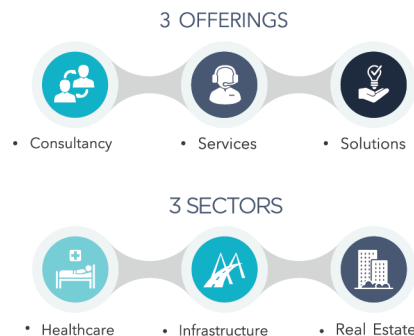 3 OFFERINGS
• Consultancy • Services • Solutions
3 SECTORS
• Healthcare • Infrastructure • Real Estate